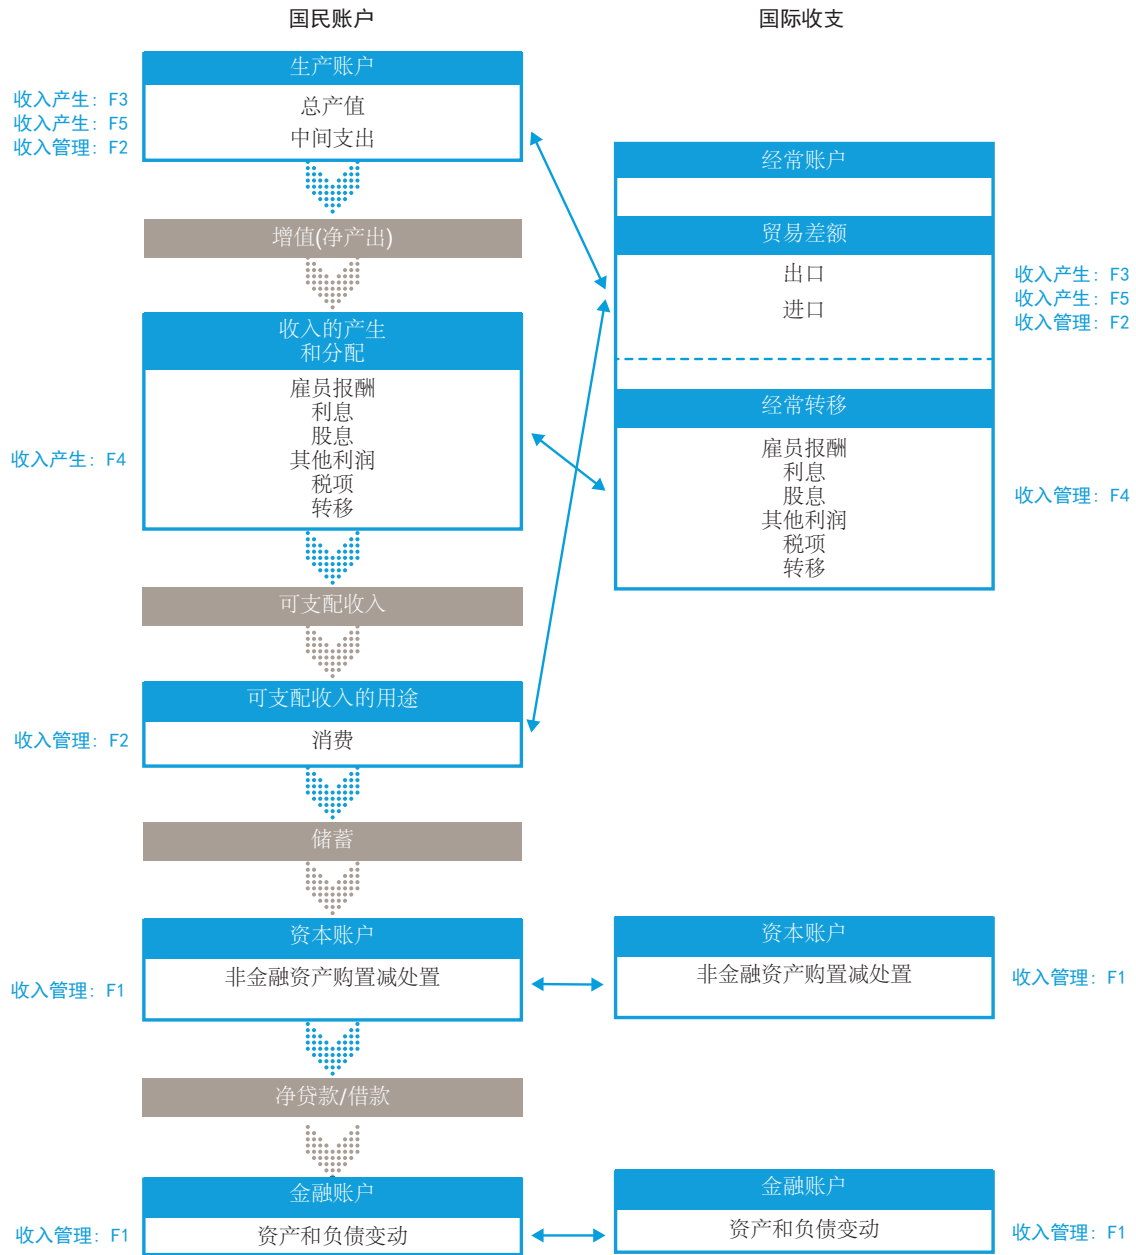 国民账户
国际收支
生产账户
收入产生: F3
收入产生: F5
收入管理: F2
总产值
中间支出
经常账户
增值(净产出)
贸易差额
出口
进口
收入产生: F3
收入产生: F5
收入管理: F2
收入的产生
和分配
雇员报酬
利息
股息
其他利润
税项
转移
收入产生: F4
经常转移
雇员报酬
利息
股息
其他利润
税项
转移
收入管理: F4
可支配收入
可支配收入的用途
收入管理: F2
消费
储蓄
资本账户
非金融资产购置减处置
收入管理: F1
资本账户
非金融资产购置减处置
收入管理: F1
净贷款/借款
金融账户
资产和负债变动
收入管理: F1
金融账户
资产和负债变动
收入管理: F1